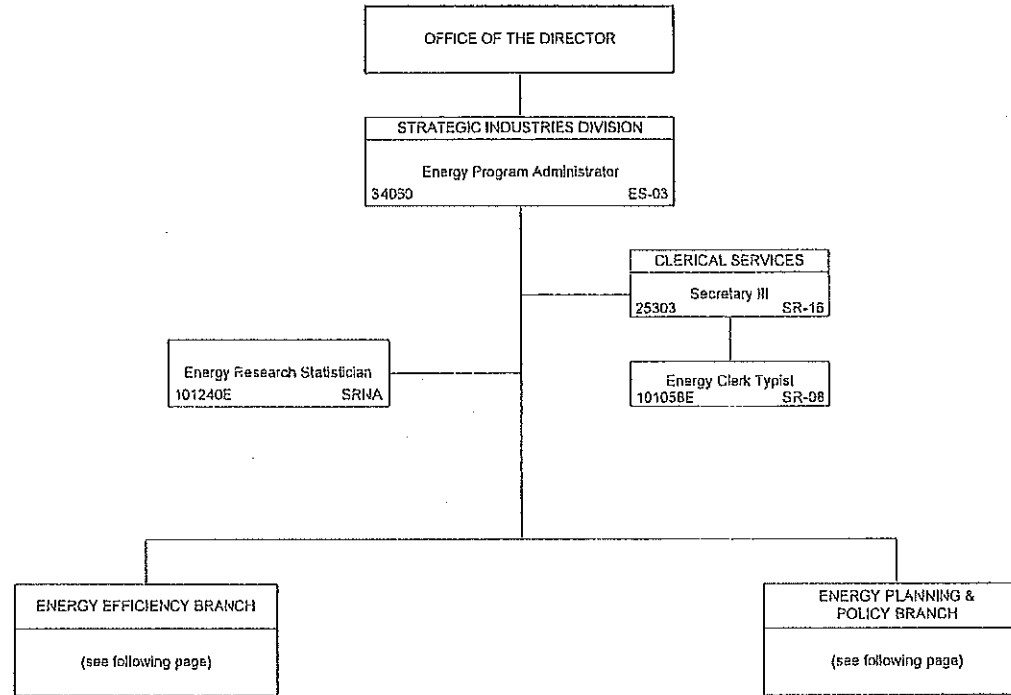 OFFICE OF THE DIRECTOR
STRATEGIC INDUSTRIES DIVISION
Energy Program Administrator
34060 ES-03
CLERICAL SERVICES
Secretary III
25303 SR-16
Energy Research Statistician
101240E SRNA
Energy Clerk Typist
101058E SR-08
ENERGY EFFICIENCY BRANCH
(see following page)
ENERGY PLANNING &
POLICY BRANCH
(see following page)